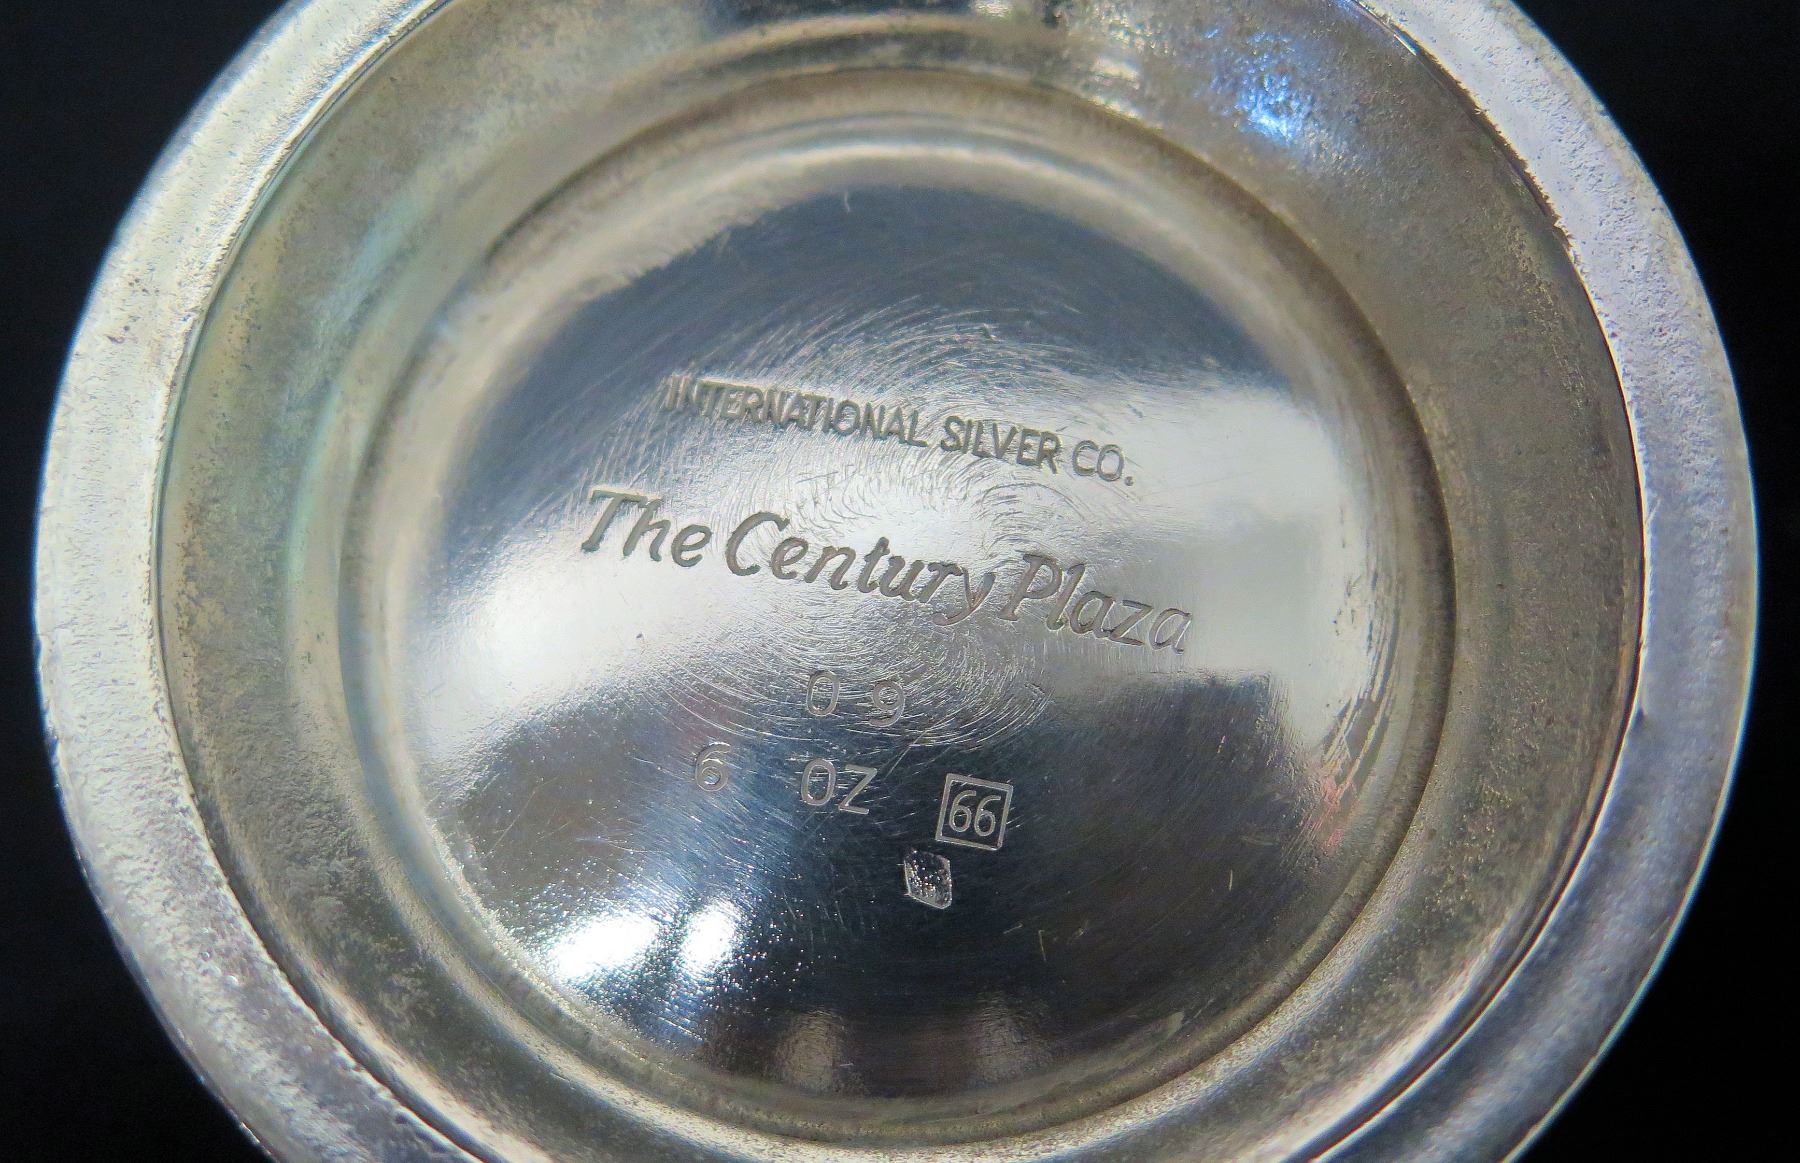 INTERNATIONAL SILVER CO.
The Century Plaza
09
6 OZ 66